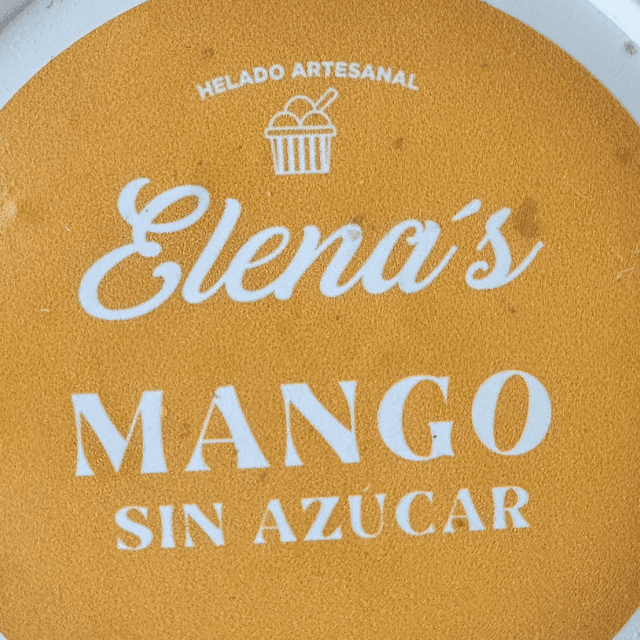 HELADO ARTESANAL
Elena´s
MANGO
SIN AZÚCAR